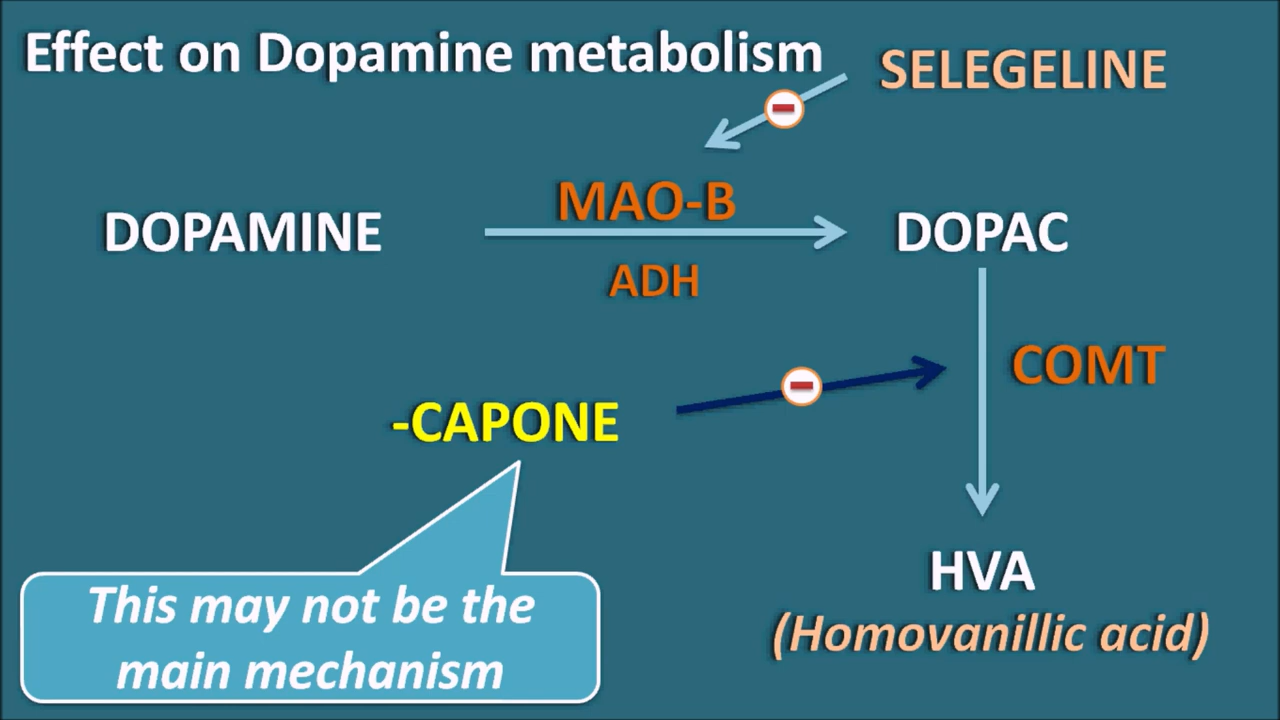 Effect on Dopamine metabolism
SELEGELINE
MAO-B
DOPAMINE
DOPAC
ADH
COMT
-CAPONE
HVA
(Homovanillic acid)
This may not be the
main mechanism